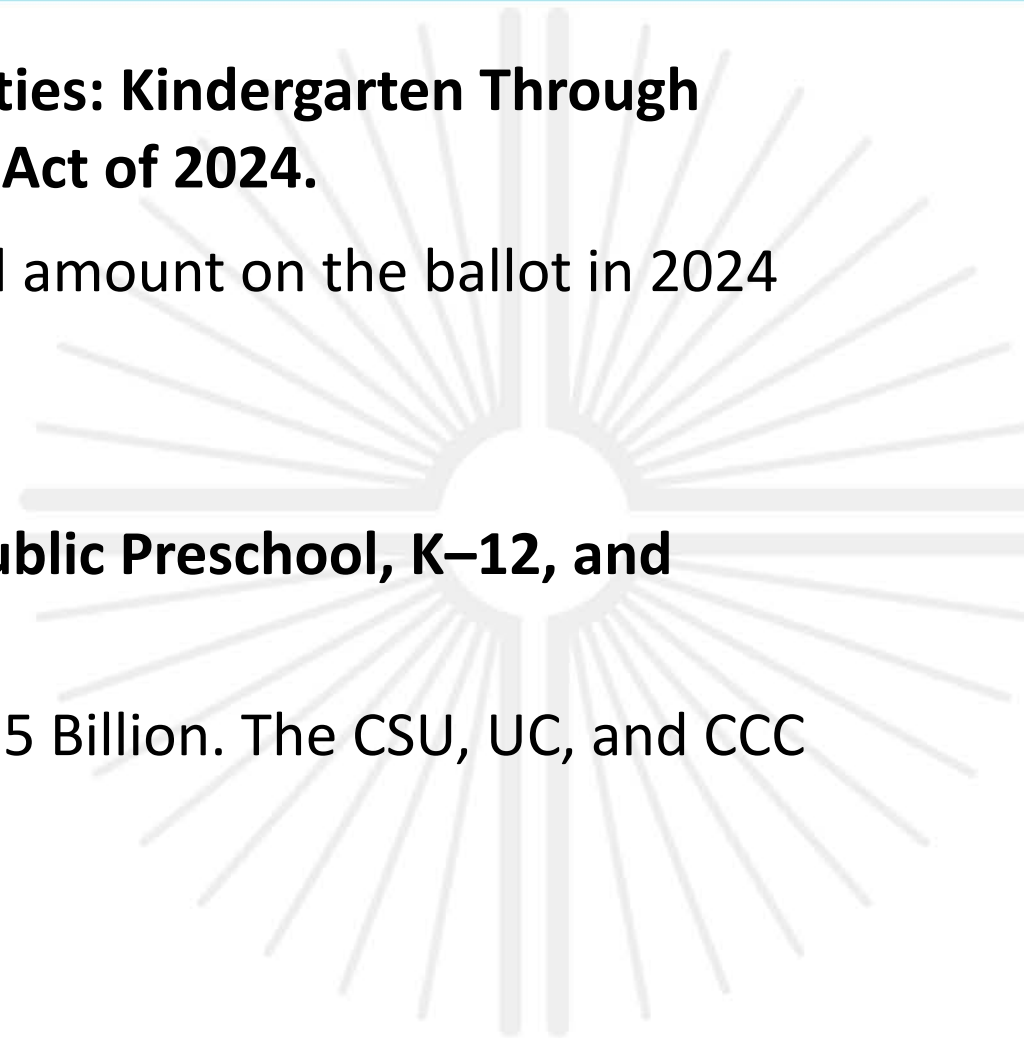 ties: Kindergarten Through
Act of 2024.
amount on the ballot in 2024
ublic Preschool, K–12, and
5 Billion. The CSU, UC, and CCC